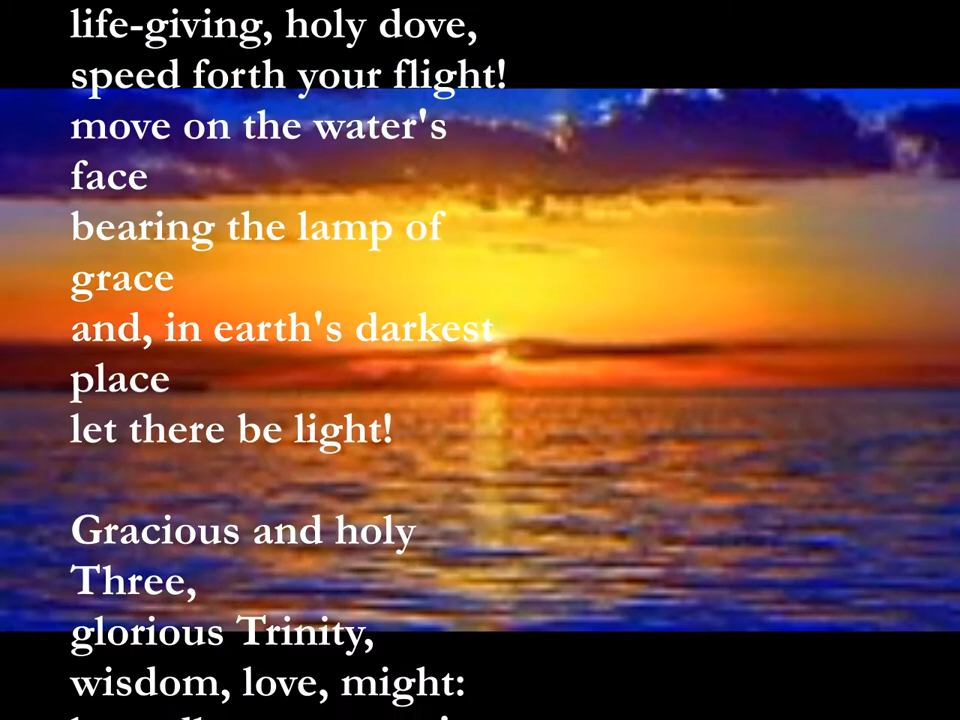 life-giving, holy dove,
speed forth your flight!
move on the water's
face
bearing the lamp of
grace
and, in earth's darkest
place
let there be light!
Gracious and holy
Three,
glorious Trinity,
wisdom, love, might: